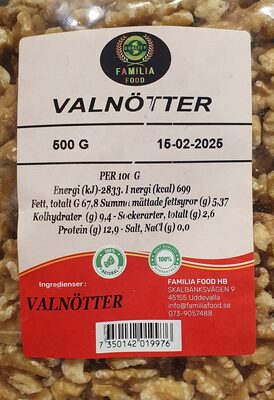 QUALITY
FAMILIA
FOOD
VALNÖTTER
500 G 15-02-2025
PER 100 G
Energi (kJ)-2833, Energi (kcal) 699
Fett, totalt G 67,8 Summa mättade fettsyror (g) 5,37
Kolhydrater (g) 9,4 - Sockerarter, totalt (g) 2,6
Protein (g) 12,9 - Salt, NaCl (g) 0,0
NATURAL
100%
Ingredienser :
VALNÖTTER
FAMILIA FOOD HB
SKALBANKSVÄGEN 9
45155 Uddevalla
info@familiafood.se
073-9057488
7 350142 019976